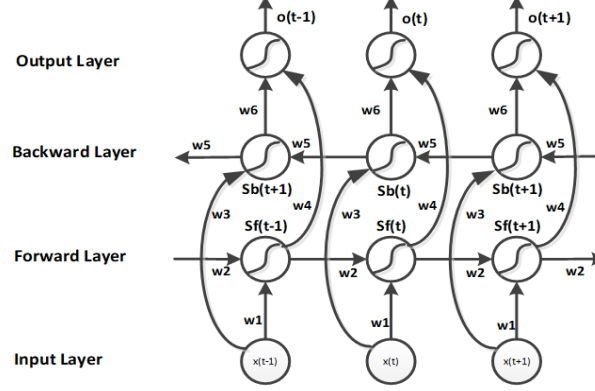 o(t-1) o(t) o(t+1)
Output Layer
w6 w6 w6
w5 w5 w5 w5
Backward Layer
Sb(t+1) Sb(t) Sb(t+1)
w3 w4 w3 w4 w3 w4
Sf(t-1) Sf(t) Sf(t+1)
Forward Layer
w2 w2 w2 w2
w1 w1 w1
Input Layer x(t-1) x(t) x(t+1)